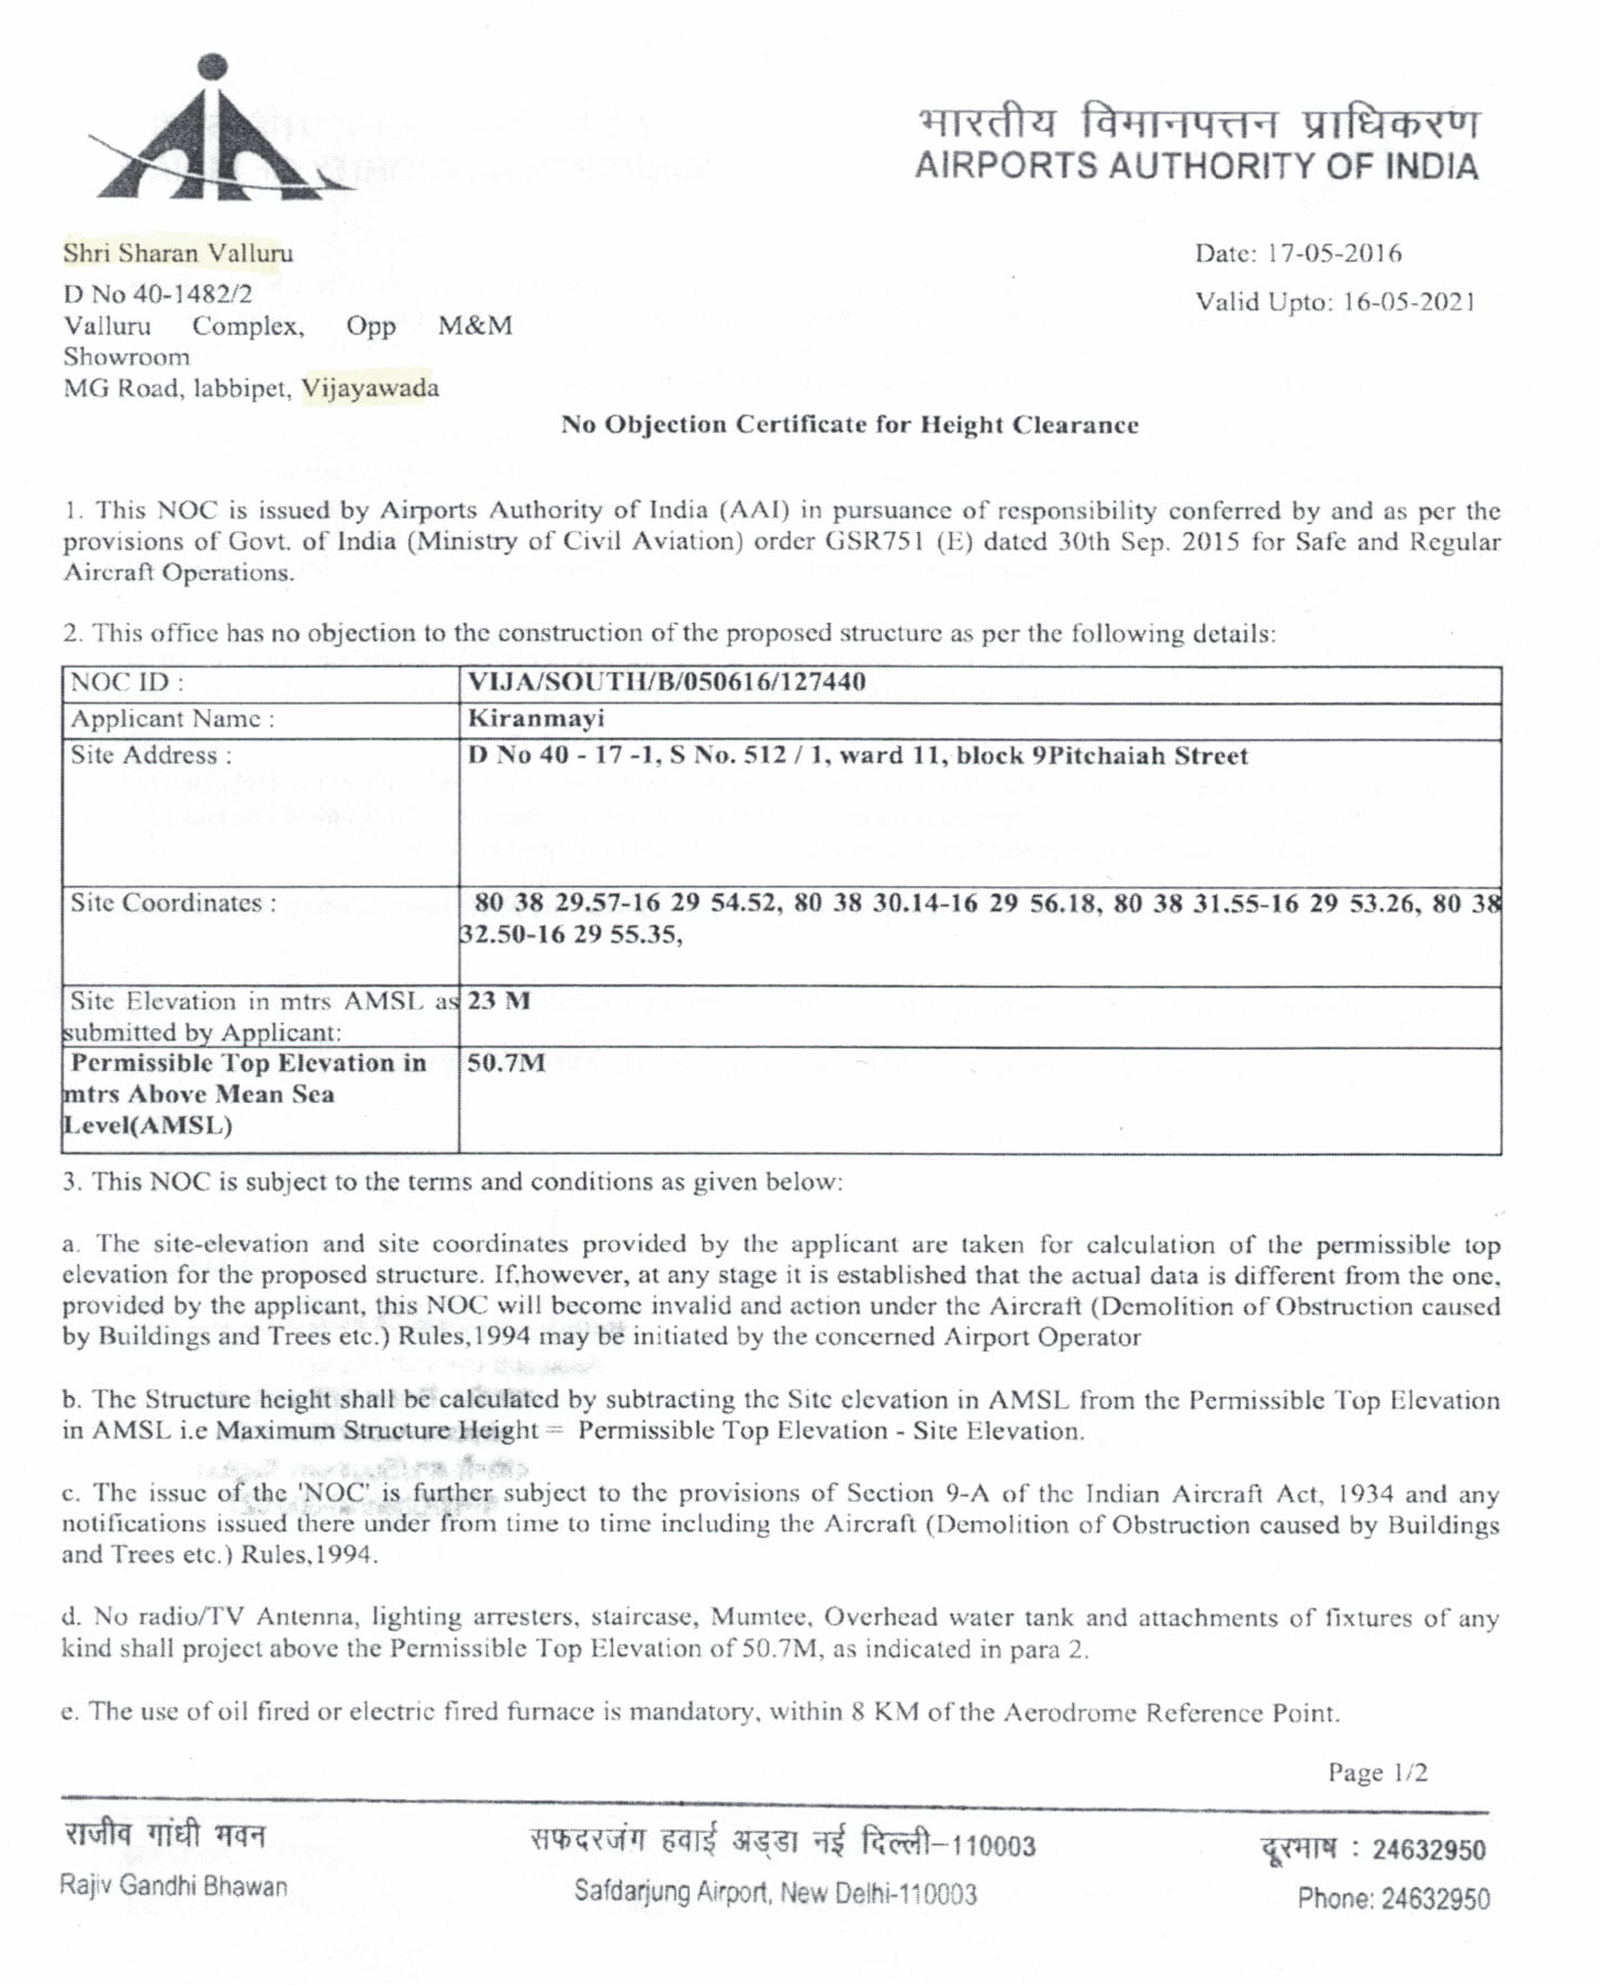 भारतीय विमानपत्तन प्राधिकरण
AIRPORTS AUTHORITY OF INDIA
Shri Sharan Valluru
Date: 17-05-2016
D No 40-1482/2
Valid Upto: 16-05-2021
Valluru Complex, Opp M&M
Showroom
MG Road, labbipet, Vijayawada
No Objection Certificate for Height Clearance
1. This NOC is issued by Airports Authority of India (AAI) in pursuance of responsibility conferred by and as per the
provisions of Govt. of India (Ministry of Civil Aviation) order GSR751 (E) dated 30th Sep. 2015 for Safe and Regular
Aircraft Operations.
2. This office has no objection to the construction of the proposed structure as per the following details:
NOC ID : VIJA/SOUTH/B/050616/127440
Applicant Name : Kiranmayi
Site Address : D No 40 - 17 -1, S No. 512 / 1, ward 11, block 9Pitchaiah Street
Site Coordinates : 80 38 29.57-16 29 54.52, 80 38 30.14-16 29 56.18, 80 38 31.55-16 29 53.26, 80 38
32.50-16 29 55.35,
Site Elevation in mtrs AMSL as 23 M
submitted by Applicant:
Permissible Top Elevation in 50.7M
mtrs Above Mean Sea
Level(AMSL)
3. This NOC is subject to the terms and conditions as given below:
a. The site-elevation and site coordinates provided by the applicant are taken for calculation of the permissible top
elevation for the proposed structure. If,however, at any stage it is established that the actual data is different from the one,
provided by the applicant, this NOC will become invalid and action under the Aircraft (Demolition of Obstruction caused
by Buildings and Trees etc.) Rules,1994 may be initiated by the concerned Airport Operator
b. The Structure height shall be calculated by subtracting the Site elevation in AMSL from the Permissible Top Elevation
in AMSL i.e Maximum Structure Height = Permissible Top Elevation - Site Elevation.
c. The issue of the 'NOC' is further subject to the provisions of Section 9-A of the Indian Aircraft Act, 1934 and any
notifications issued there under from time to time including the Aircraft (Demolition of Obstruction caused by Buildings
and Trees etc.) Rules,1994.
d. No radio/TV Antenna, lighting arresters, staircase, Mumtee, Overhead water tank and attachments of fixtures of any
kind shall project above the Permissible Top Elevation of 50.7M, as indicated in para 2.
e. The use of oil fired or electric fired furnace is mandatory, within 8 KM of the Aerodrome Reference Point.
Page 1/2
राजीव गांधी भवन सफदरजंग हवाई अड्डा नई दिल्ली-110003 दूरभाष : 24632950
Rajiv Gandhi Bhawan Safdarjung Airport, New Delhi-110003 Phone: 24632950